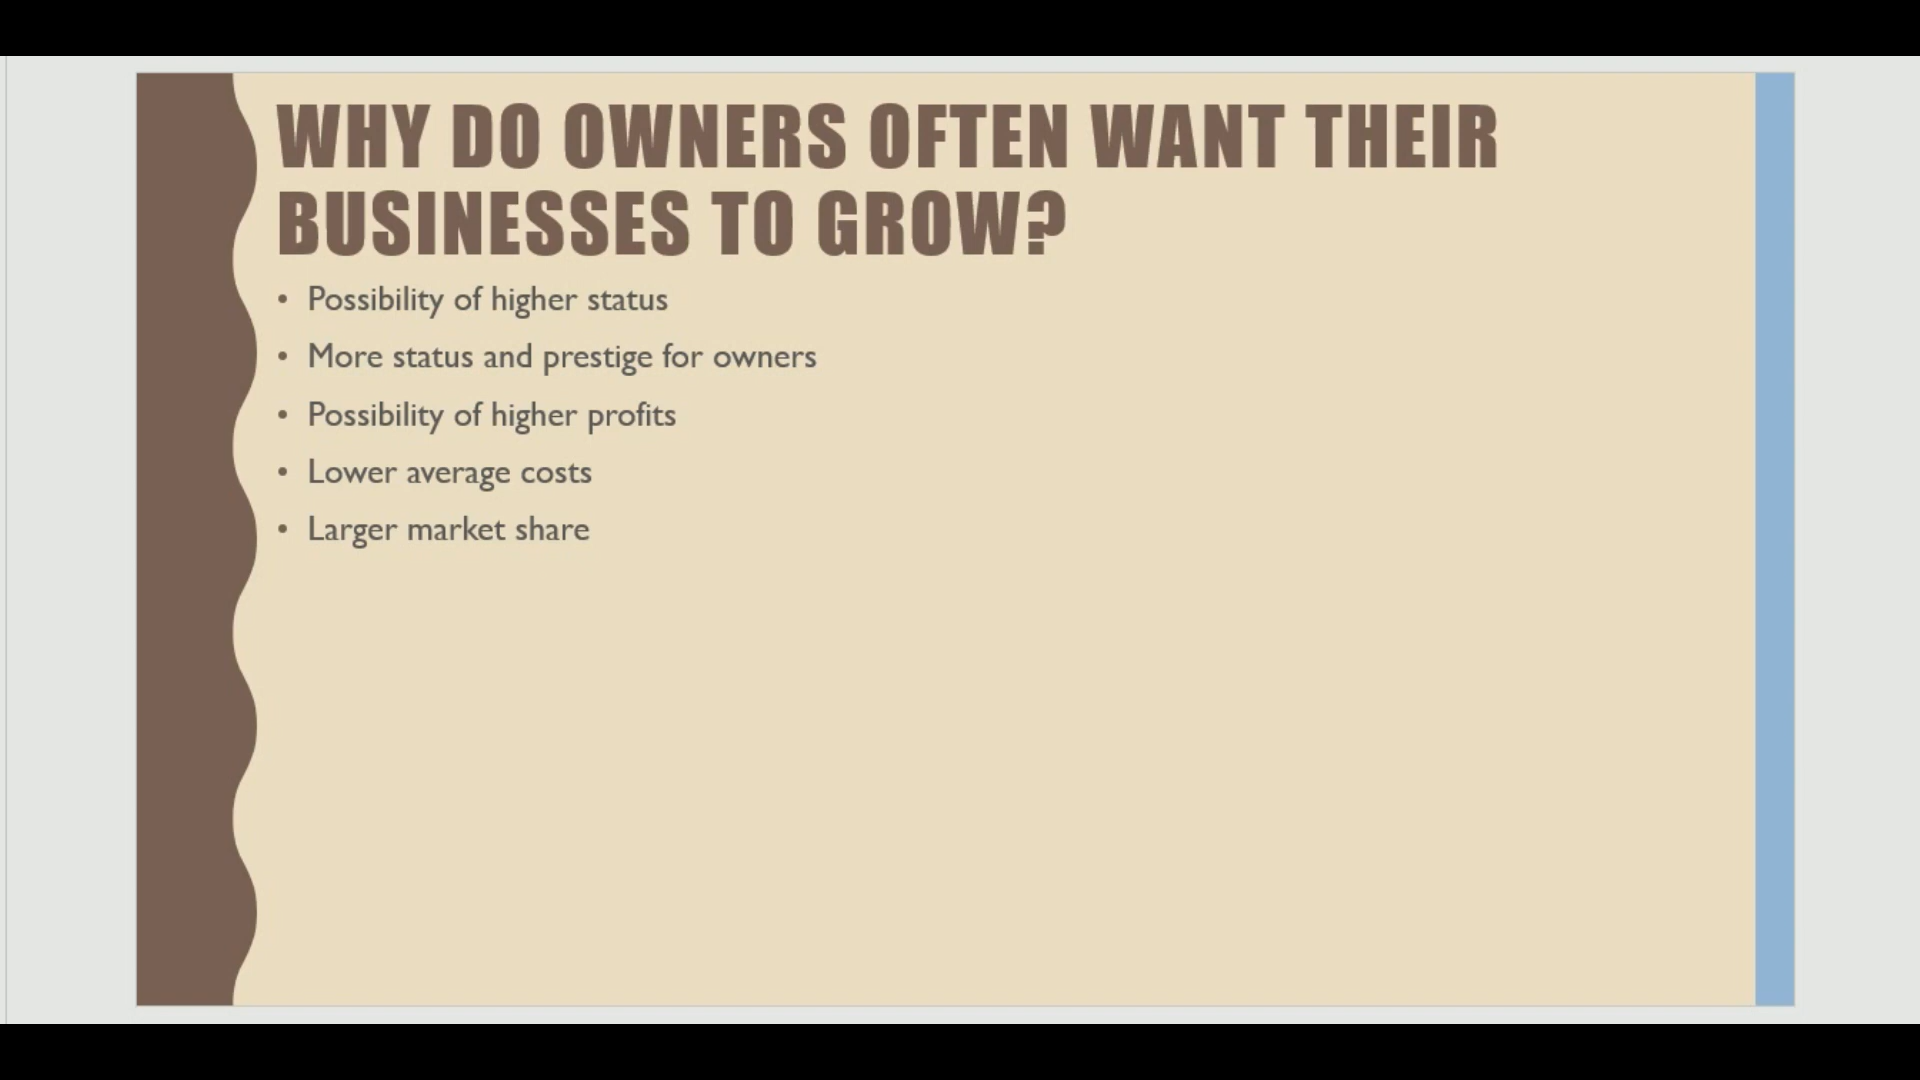 WHY DO OWNERS OFTEN WANT THEIR
BUSINESSES TO GROW?
• Possibility of higher status
• More status and prestige for owners
• Possibility of higher profits
• Lower average costs
• Larger market share